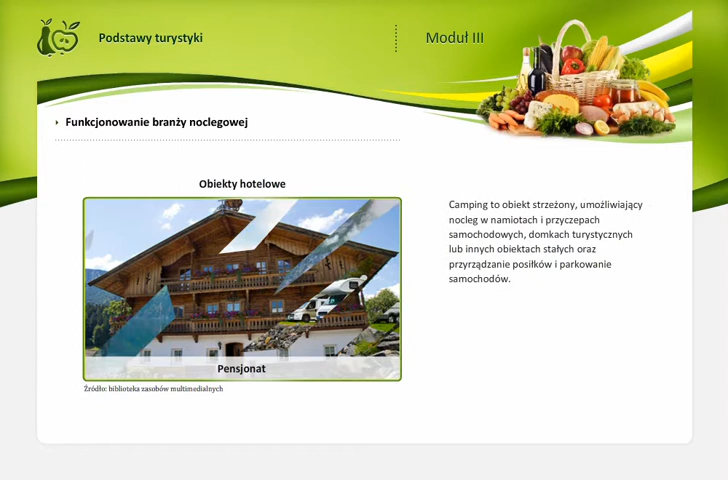 Podstawy turystyki
Moduł III
Funkcjonowanie branży noclegowej
Obiekty hotelowe
Pensjonat
Źródło: biblioteka zasobów multimedialnych
Camping to obiekt strzeżony, umożliwiający
nocleg w namiotach i przyczepach
samochodowych, domkach turystycznych
lub innych obiektach stałych oraz
przyrządzanie posiłków i parkowanie
samochodów.